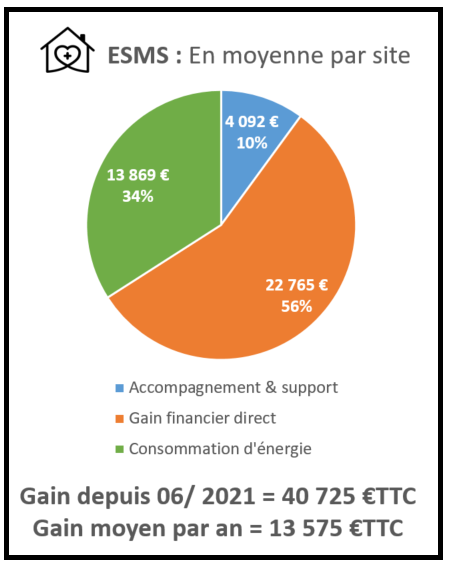 ESMS : En moyenne par site
4 092 €
10%
13 869 €
34%
22 765 €
56%
Accompagnement & support
Gain financier direct
Consommation d'énergie
Gain depuis 06/ 2021 = 40 725 €TTC
Gain moyen par an = 13 575 €TTC